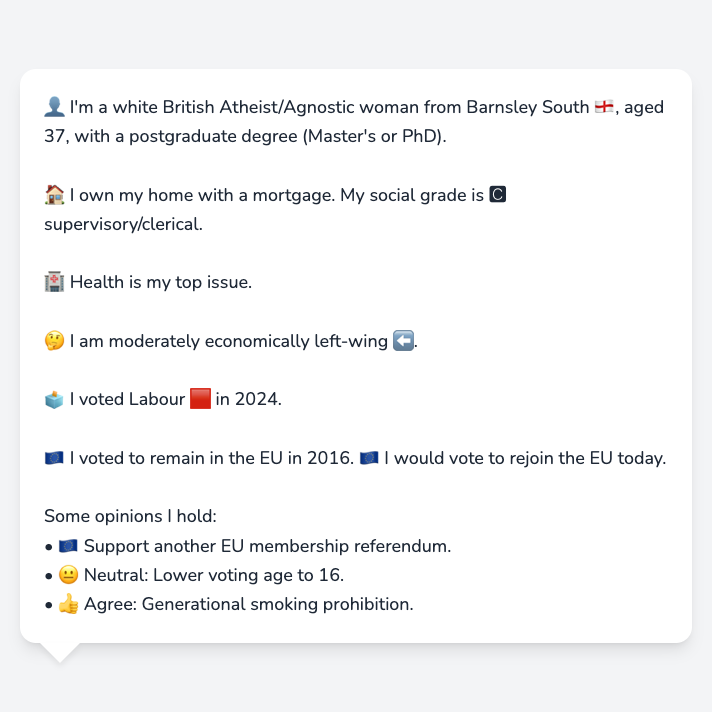 👤 I'm a white British Atheist/Agnostic woman from Barnsley South 🏴󠁧󠁢󠁥󠁮󠁧󠁿, aged
37, with a postgraduate degree (Master's or PhD).
🏠 I own my home with a mortgage. My social grade is C
supervisory/clerical.
🏥 Health is my top issue.
🤔 I am moderately economically left-wing ⬅️.
🗳️ I voted Labour 🟥 in 2024.
🇪🇺 I voted to remain in the EU in 2016. 🇪🇺 I would vote to rejoin the EU today.
Some opinions I hold:
• 🇪🇺 Support another EU membership referendum.
• 😐 Neutral: Lower voting age to 16.
• 👍 Agree: Generational smoking prohibition.